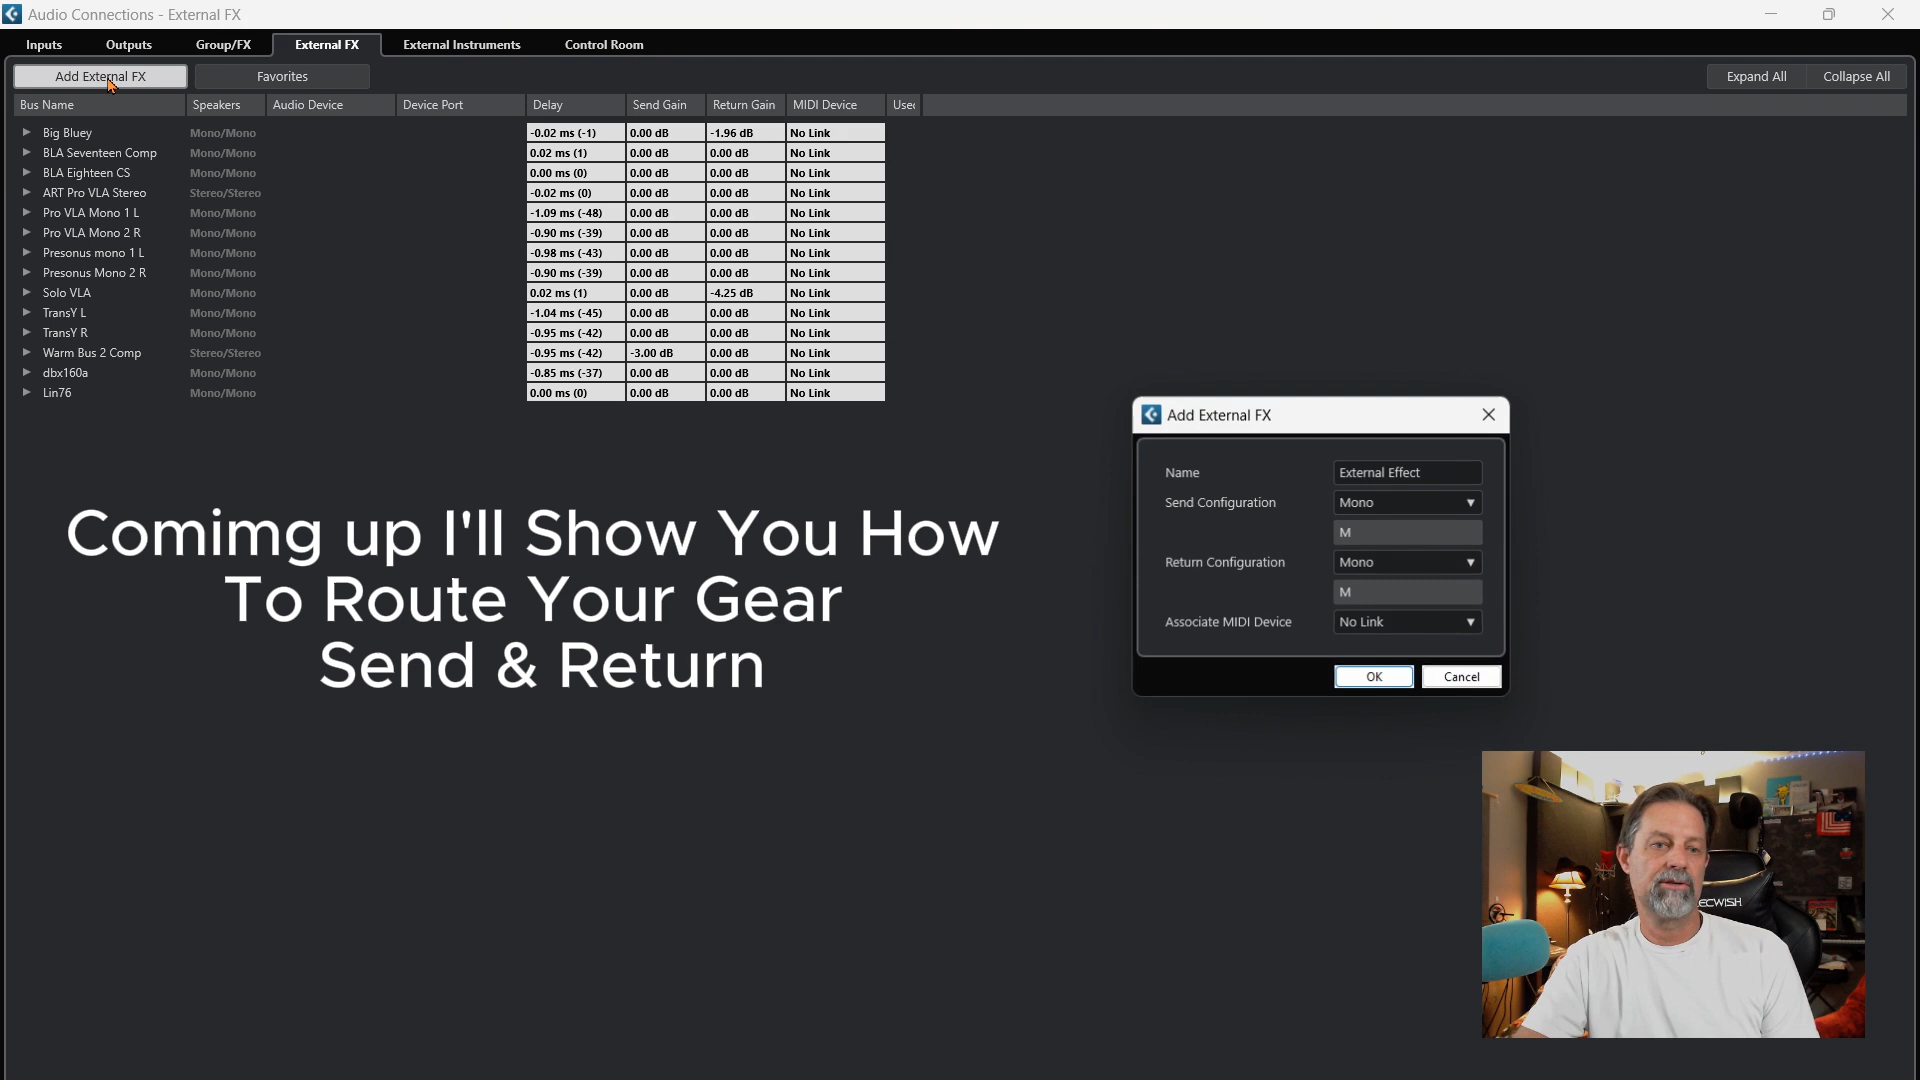 Audio Connections - External FX
Inputs Outputs Group/FX External FX External Instruments Control Room
Add External FX Favorites Expand All Collapse All
Bus Name Speakers Audio Device Device Port Delay Send Gain Return Gain MIDI Device
Big Bluey Mono/Mono -0.02 ms (-1) 0.00 dB -1.96 dB No Link
BLA Seventeen Comp Mono/Mono 0.02 ms (1) 0.00 dB 0.00 dB No Link
BLA Eighteen CS Mono/Mono 0.00 ms (0) 0.00 dB 0.00 dB No Link
ART Pro VLA Stereo Stereo/Stereo -0.02 ms (0) 0.00 dB 0.00 dB No Link
Pro VLA Mono 1 L Mono/Mono -1.09 ms (-48) 0.00 dB 0.00 dB No Link
Pro VLA Mono 2 R Mono/Mono -0.90 ms (-39) 0.00 dB 0.00 dB No Link
Presonus mono 1 L Mono/Mono -0.98 ms (-43) 0.00 dB 0.00 dB No Link
Presonus Mono 2 R Mono/Mono -0.90 ms (-39) 0.00 dB 0.00 dB No Link
Solo VLA Mono/Mono 0.02 ms (1) 0.00 dB -4.25 dB No Link
TransY L Mono/Mono -1.04 ms (-45) 0.00 dB 0.00 dB No Link
TransY R Mono/Mono -0.95 ms (-42) 0.00 dB 0.00 dB No Link
Warm Bus 2 Comp Stereo/Stereo -0.95 ms (-42) -3.00 dB 0.00 dB No Link
dbx160a Mono/Mono -0.85 ms (-37) 0.00 dB 0.00 dB No Link
Lin76 Mono/Mono 0.00 ms (0) 0.00 dB 0.00 dB No Link
Comimg up I'll Show You How
To Route Your Gear
Send & Return
Add External FX
Name External Effect
Send Configuration Mono
M
Return Configuration Mono
M
Associate MIDI Device No Link
OK Cancel